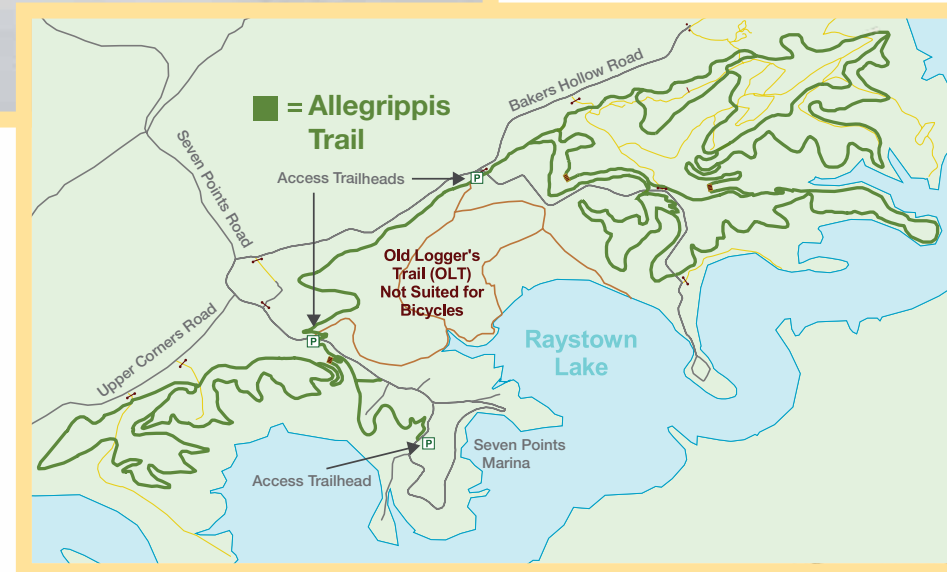 Bakers Hollow Road
= Allegrippis
Trail
Seven Points Road
Access Trailheads
P
Old Logger's
Trail (OLT)
Not Suited for
Bicycles
Raystown
Lake
P
Upper Corners Road
P
Seven Points
Marina
Access Trailhead